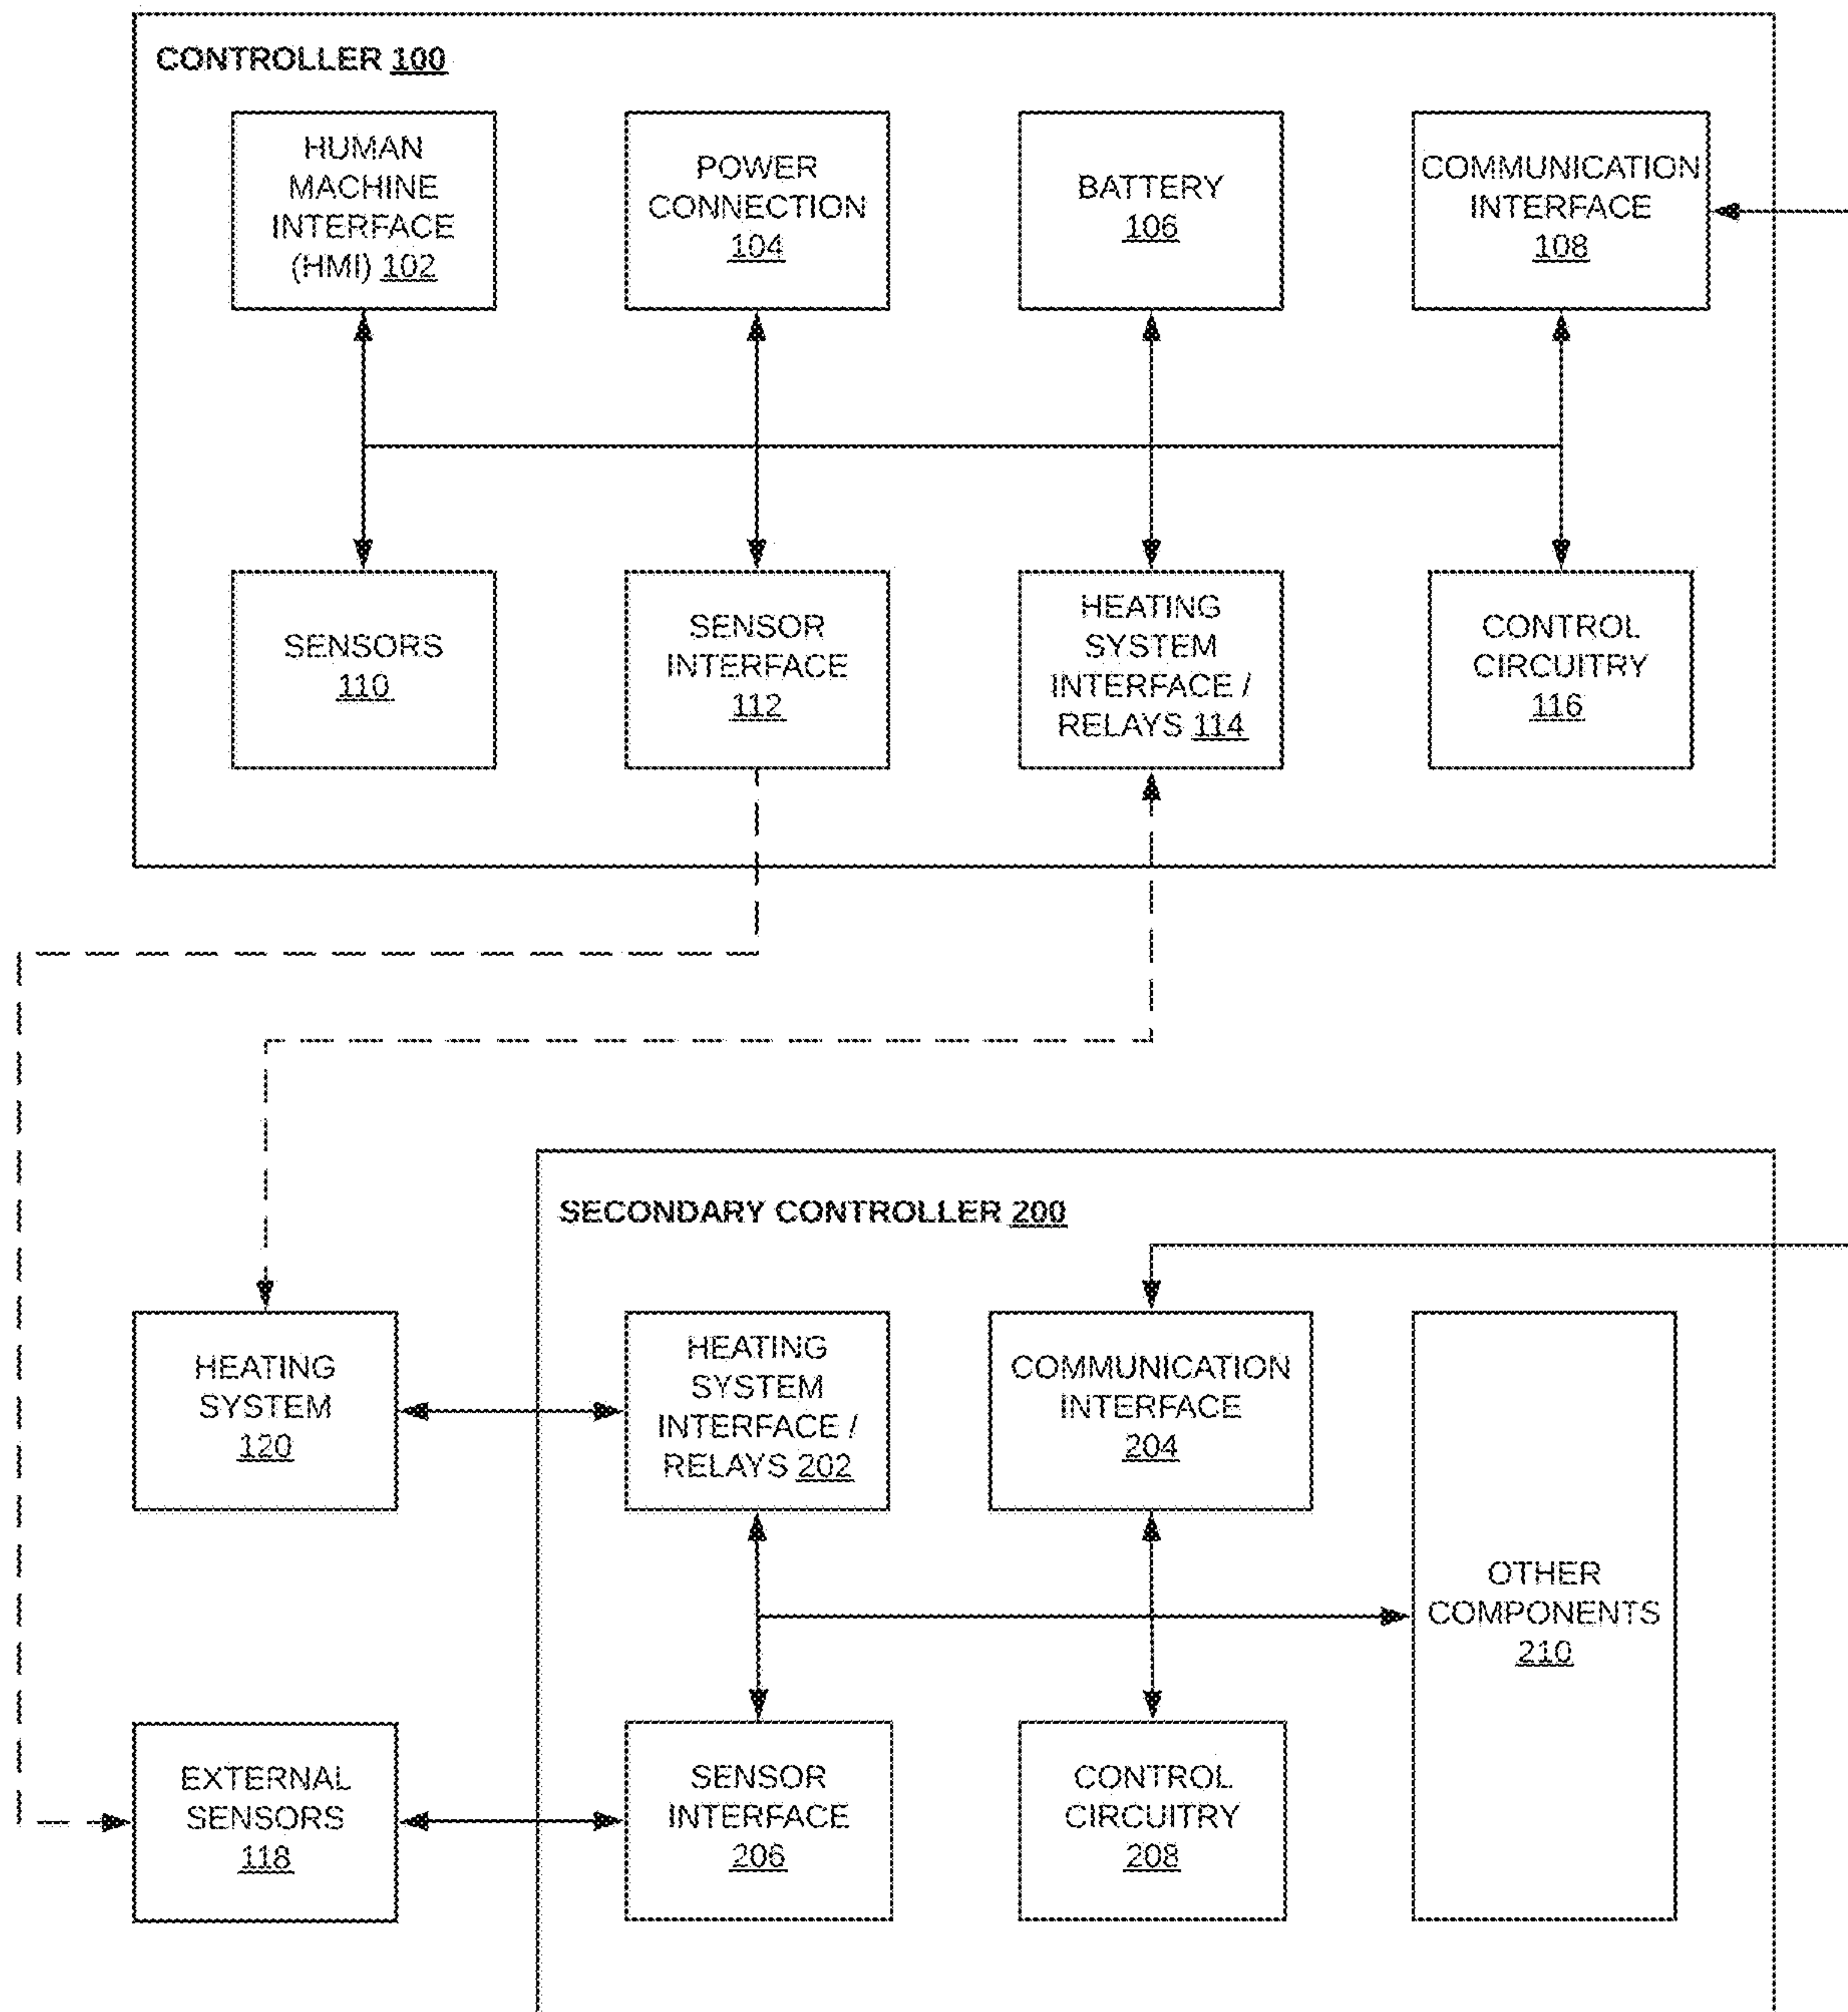 CONTROLLER 100
HUMAN
MACHINE
INTERFACE
(HMI) 102
POWER
CONNECTION
104
BATTERY
106
COMMUNICATION
INTERFACE
108
SENSORS
110
SENSOR
INTERFACE
112
HEATING
SYSTEM
INTERFACE /
RELAYS 114
CONTROL
CIRCUITRY
116
SECONDARY CONTROLLER 200
HEATING
SYSTEM
120
HEATING
SYSTEM
INTERFACE /
RELAYS 202
COMMUNICATION
INTERFACE
204
OTHER
COMPONENTS
210
EXTERNAL
SENSORS
118
SENSOR
INTERFACE
206
CONTROL
CIRCUITRY
208